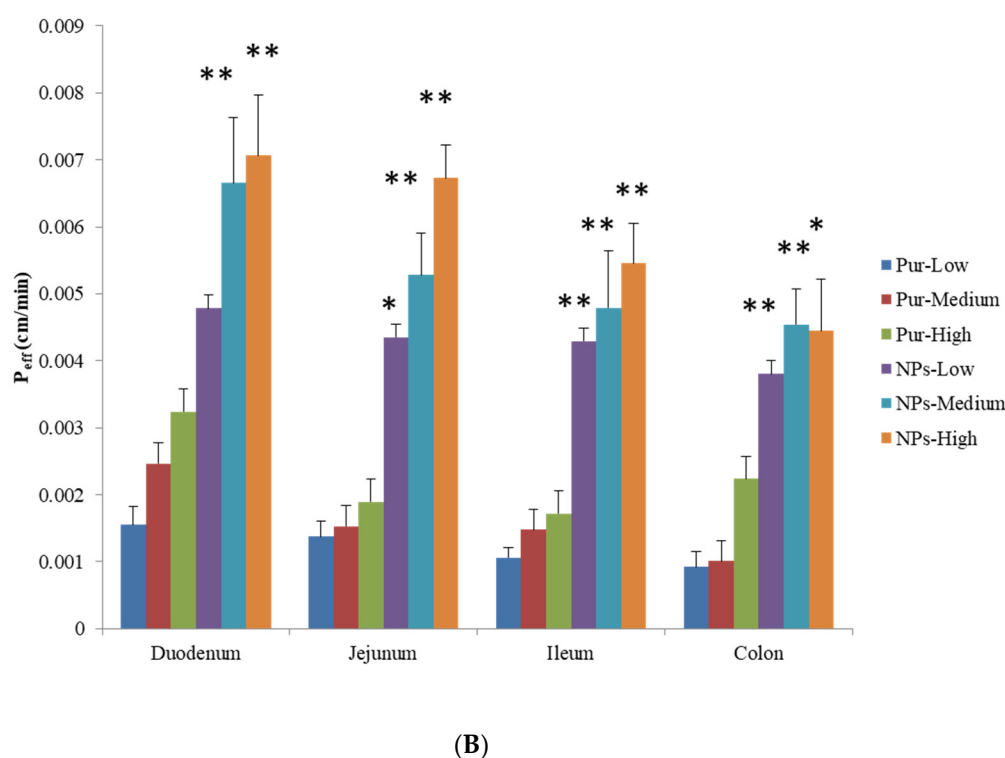 0.009
0.008
0.007
0.006
0.005
0.004
0.003
0.002
0.001
0
Peff (cm/min)
** **
* ** **
** ** **
** ** *
Duodenum Jejunum Ileum Colon
Pur-Low
Pur-Medium
Pur-High
NPs-Low
NPs-Medium
NPs-High
(B)